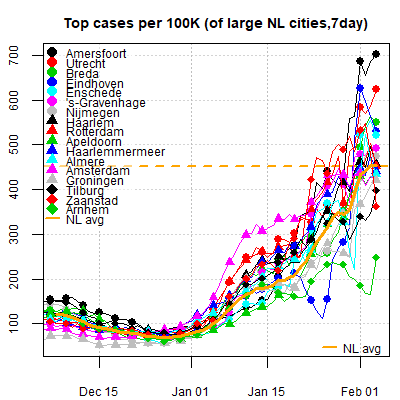 Top cases per 100K (of large NL cities,7day)
700
600
500
400
300
200
100
Amersfoort
Utrecht
Breda
Eindhoven
Enschede
's-Gravenhage
Nijmegen
Haarlem
Rotterdam
Apeldoorn
Haarlemmermeer
Almere
Amsterdam
Groningen
Tilburg
Zaanstad
Arnhem
NL avg
NL avg
Dec 15
Jan 01
Jan 15
Feb 01